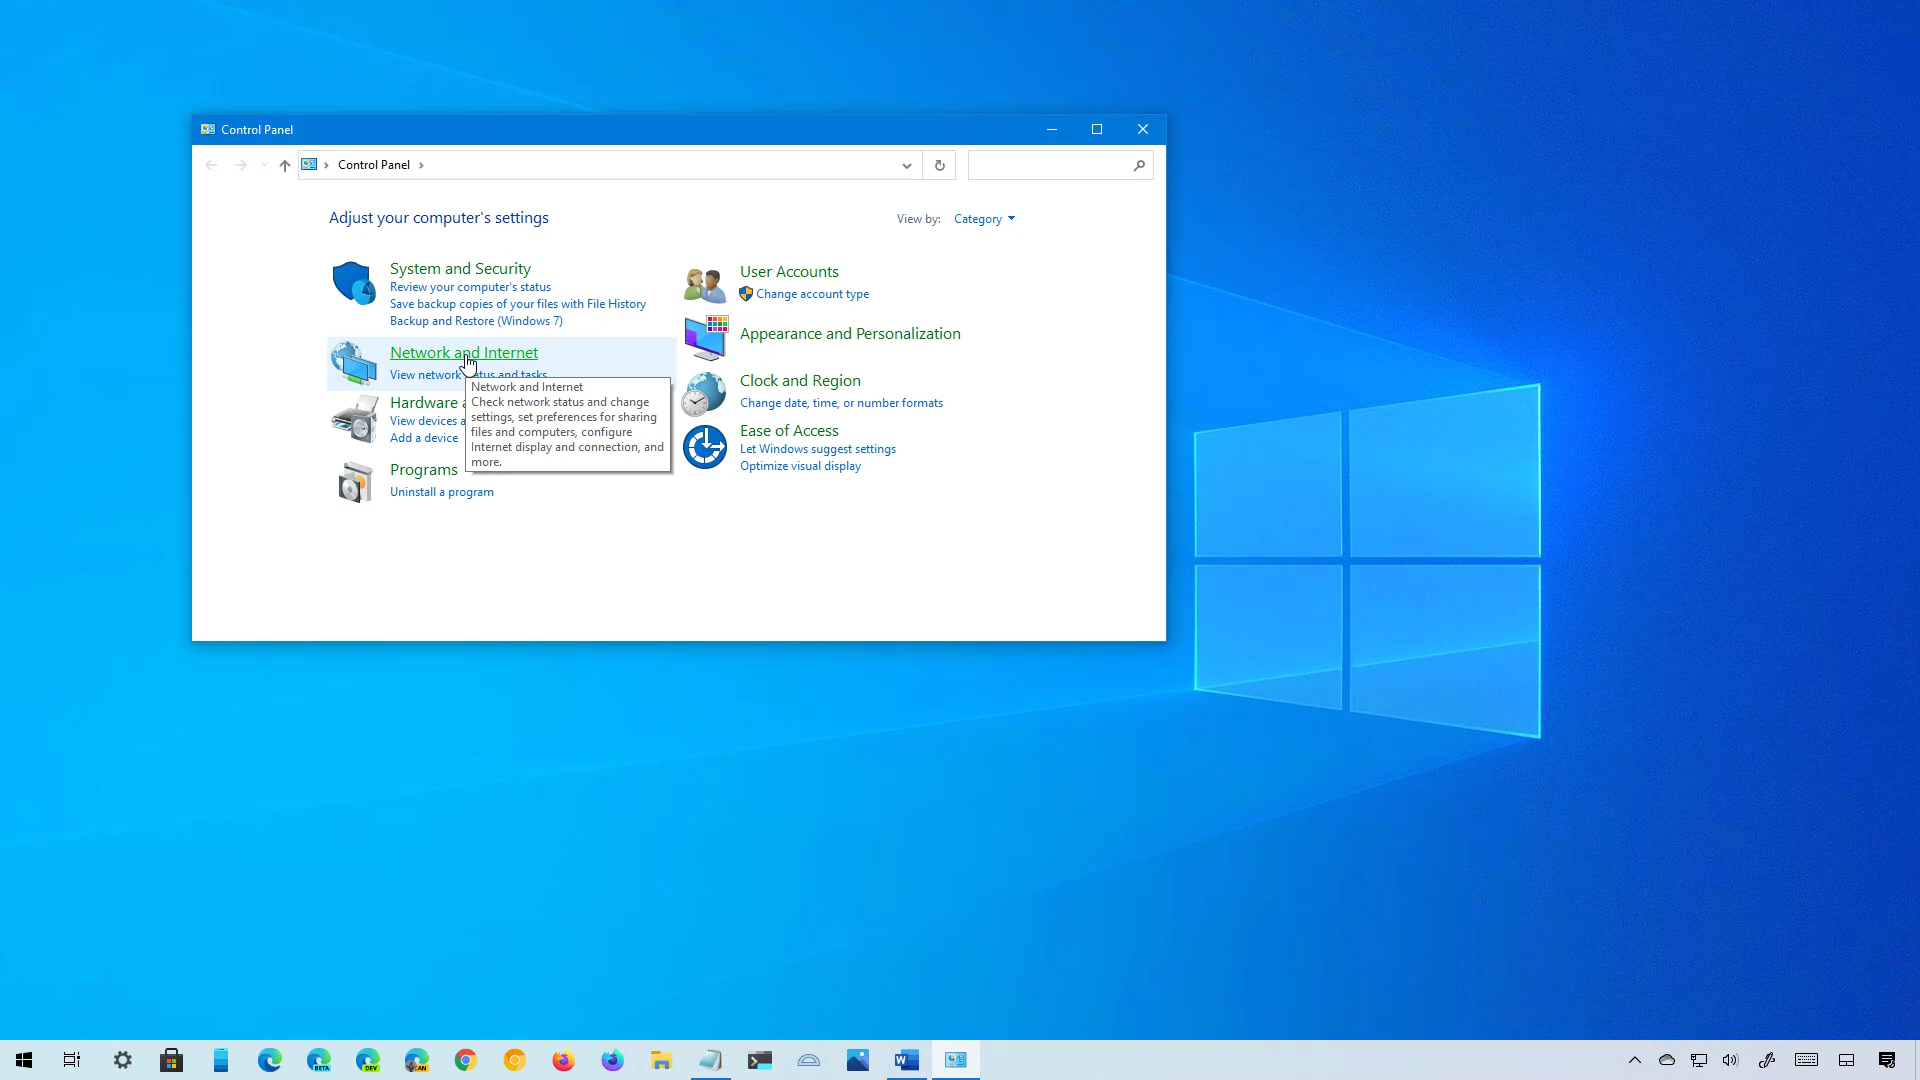 Control Panel
Control Panel
Adjust your computer's settings
View by: Category
System and Security
Review your computer's status
Save backup copies of your files with File History
Backup and Restore (Windows 7)
Network and Internet
View network status and tasks
Network and Internet
Check network status and change
settings, set preferences for sharing
files and computers, configure
Internet display and connection, and
more.
Hardware
View devices
Add a device
Programs
Uninstall a program
User Accounts
Change account type
Appearance and Personalization
Clock and Region
Change date, time, or number formats
Ease of Access
Let Windows suggest settings
Optimize visual display
BETA
DEV
CAN